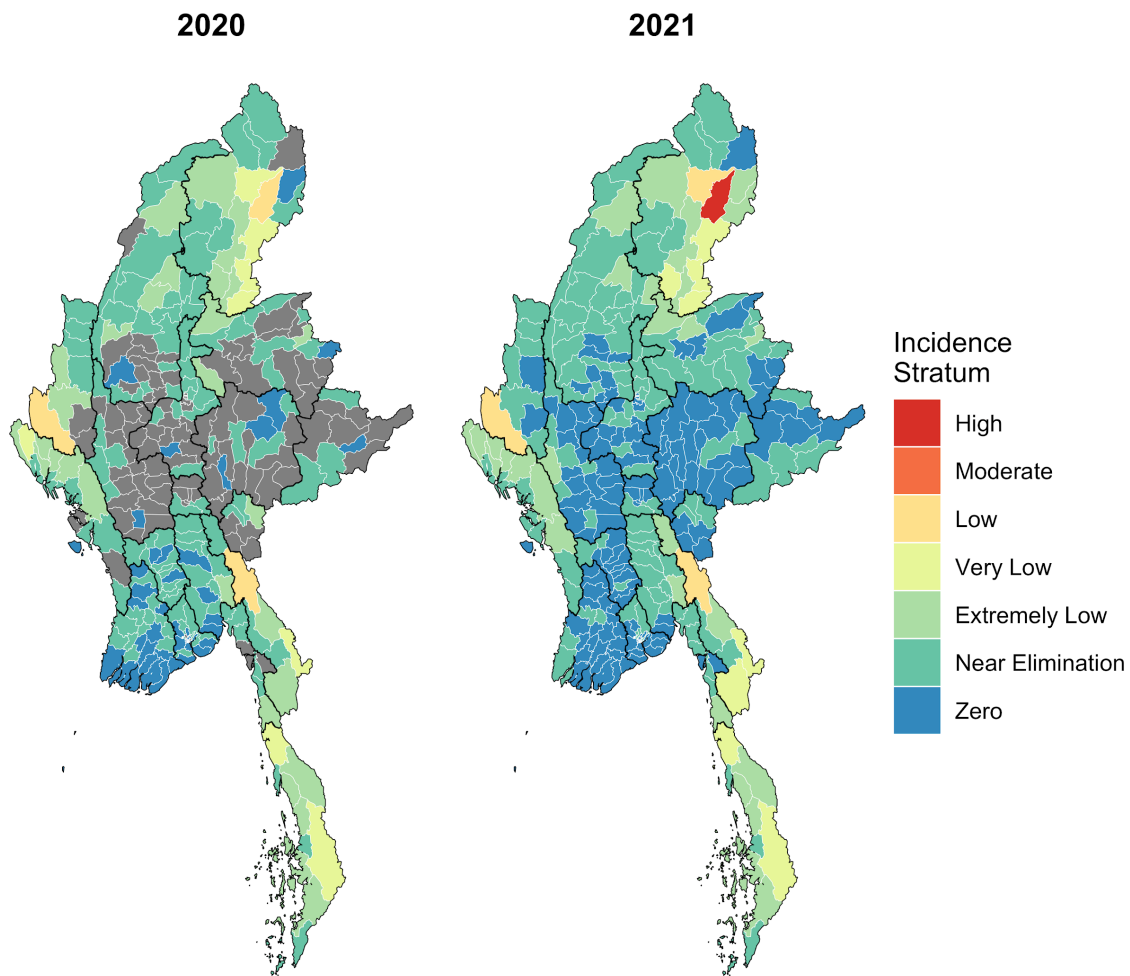 2020
2021
Incidence
Stratum
High
Moderate
Low
Very Low
Extremely Low
Near Elimination
Zero